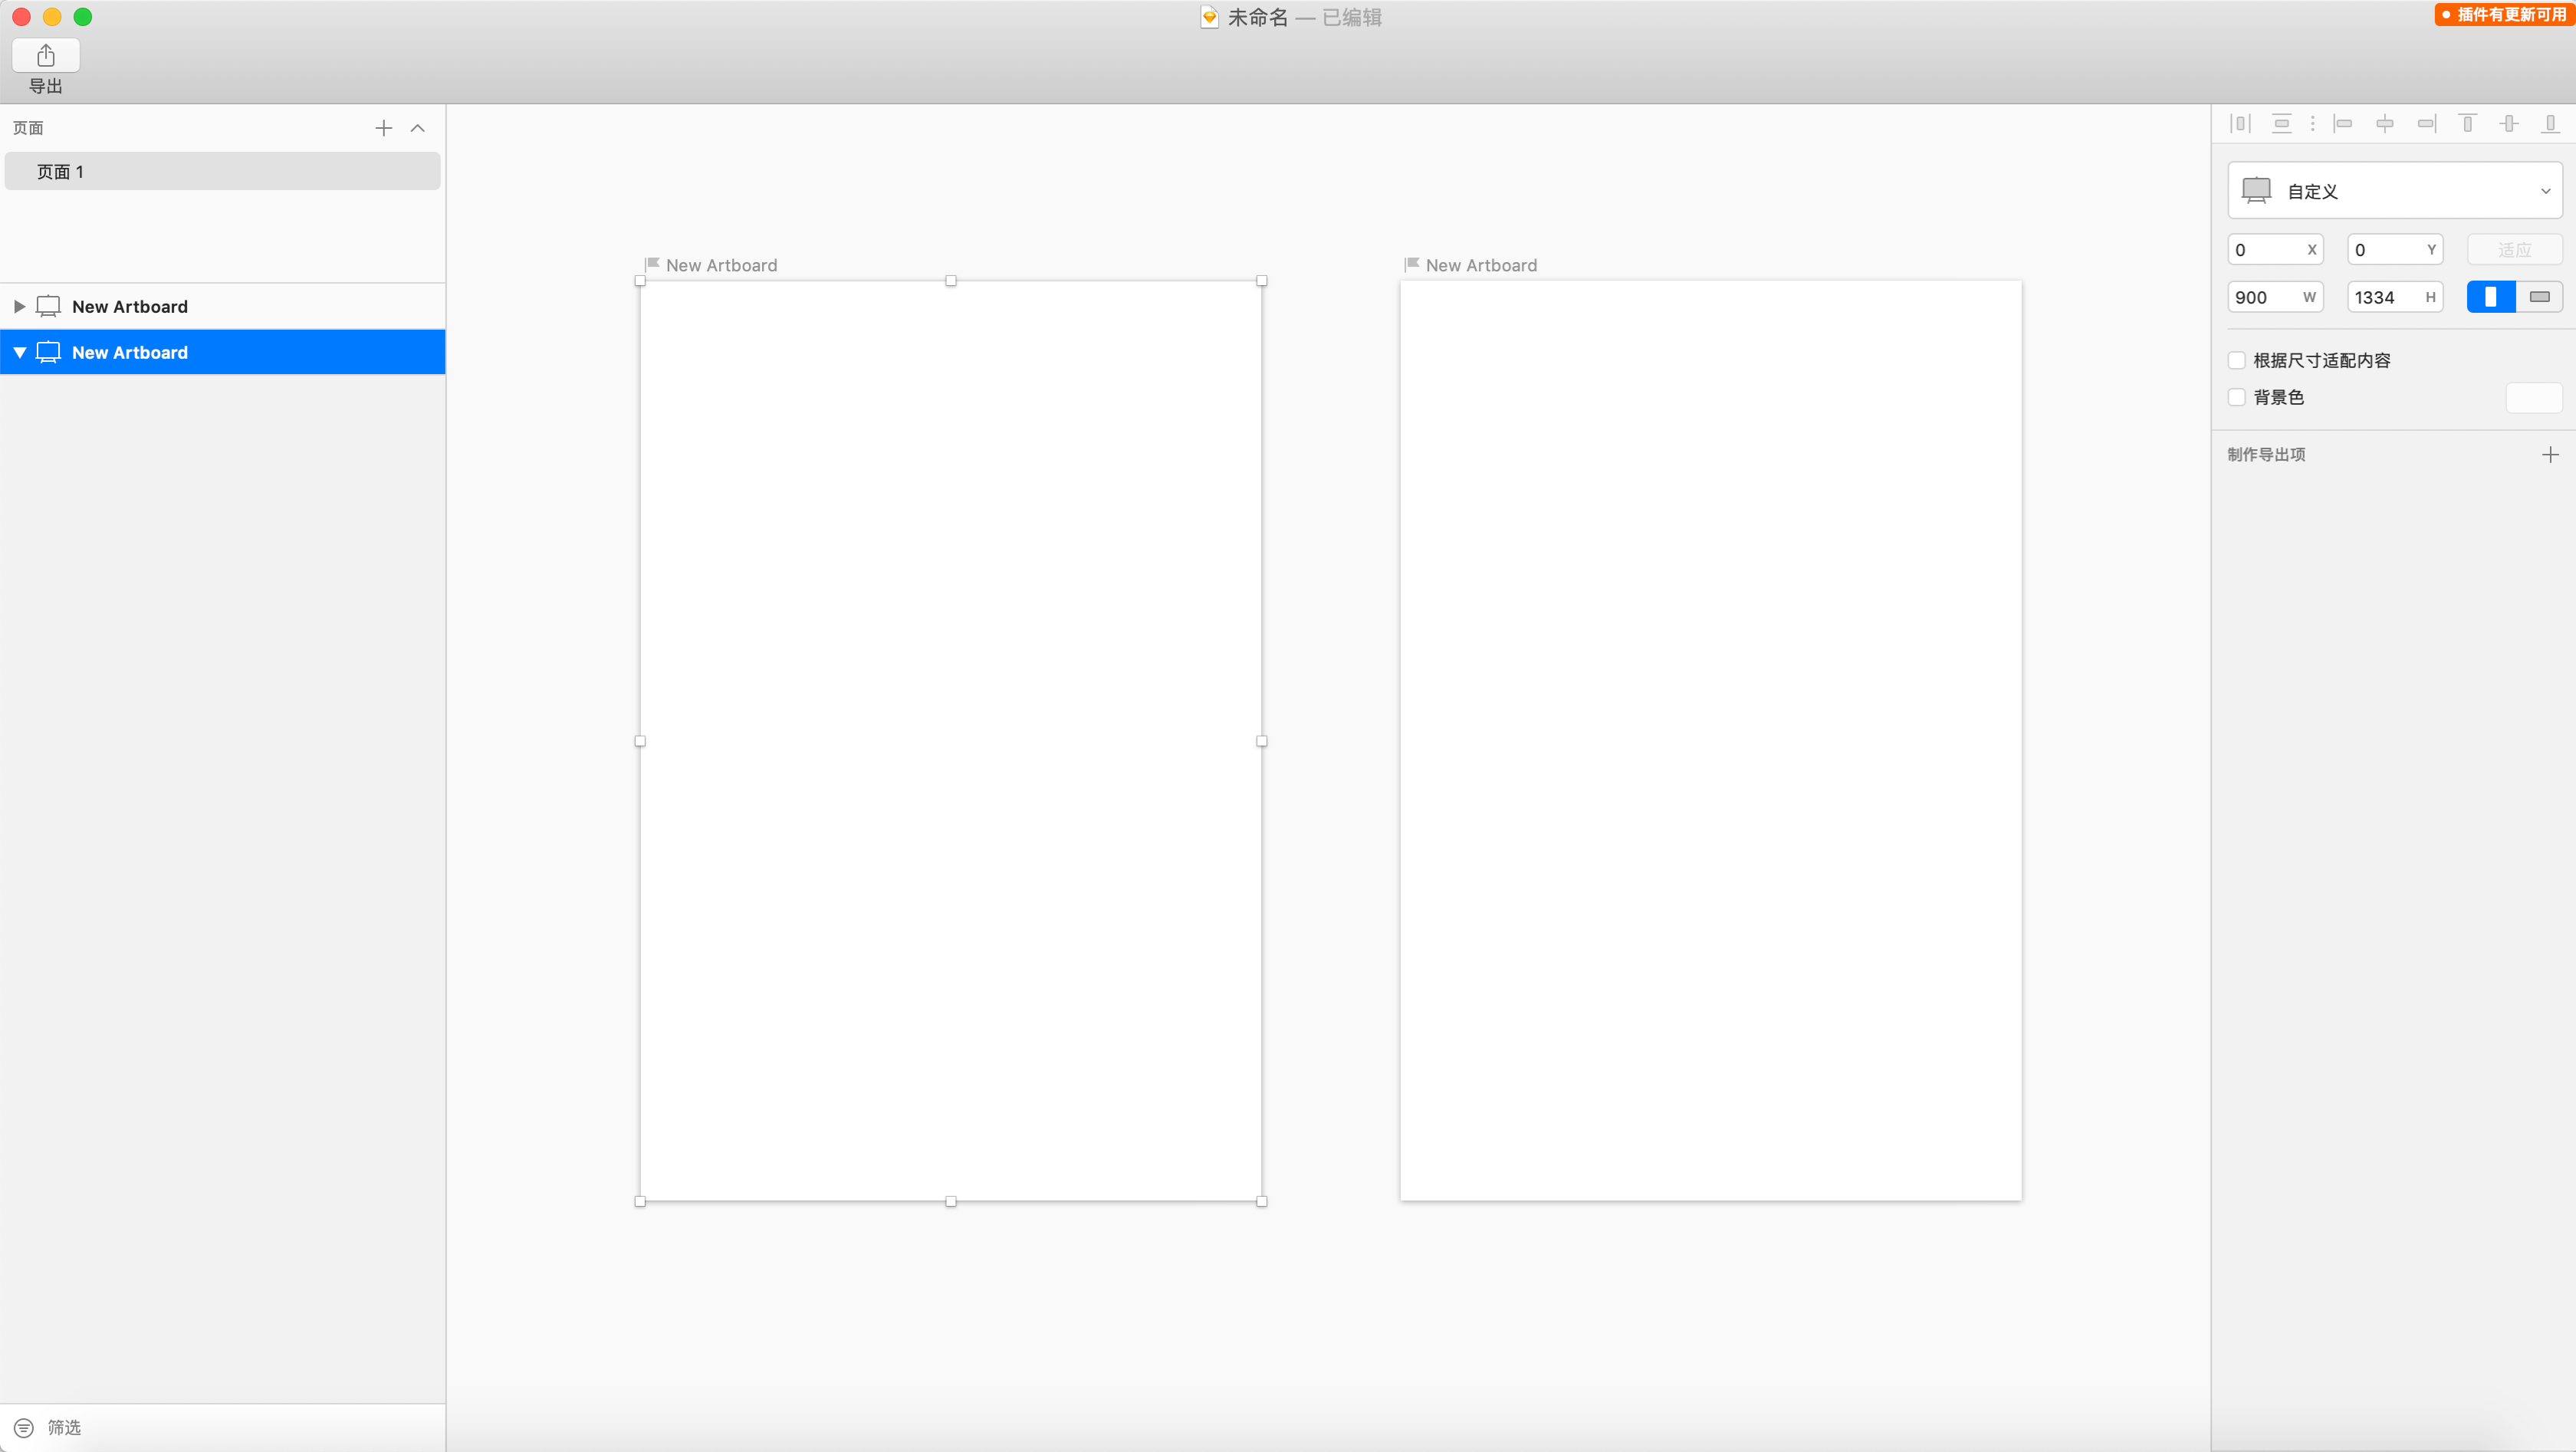 未命名 — 已编辑
插件有更新可用
导出
页面
页面 1
New Artboard
New Artboard
筛选
New Artboard
New Artboard
自定义
0 X 0 Y 适应
900 W 1334 H
根据尺寸适配内容
背景色
制作导出项